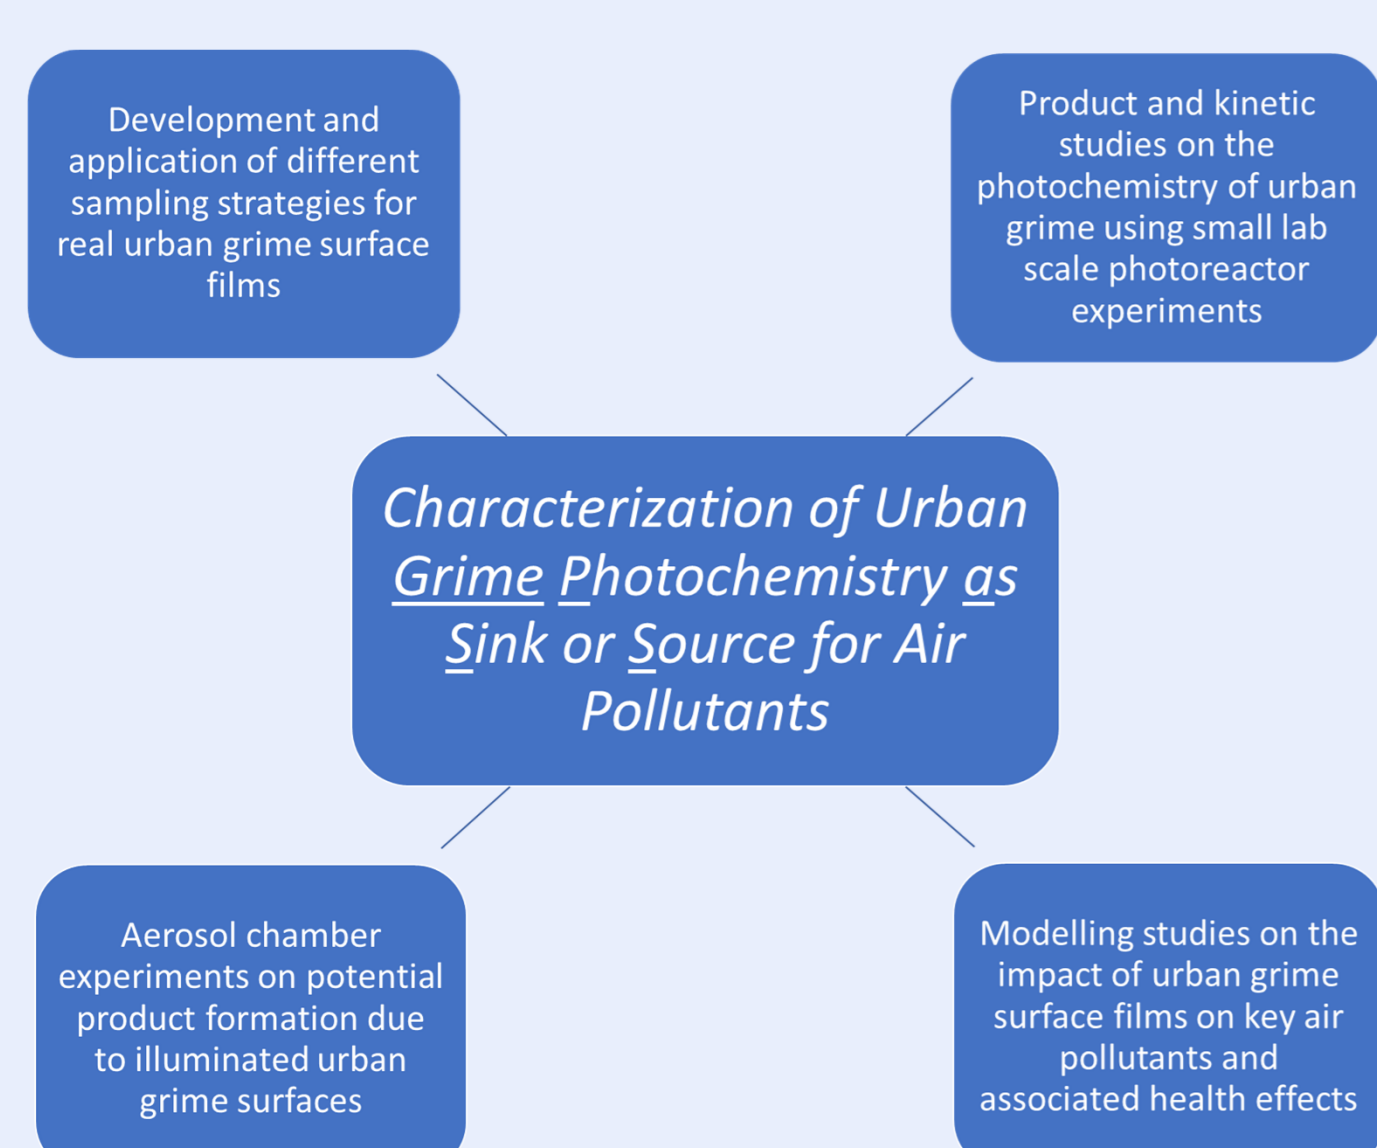 Development and
application of different
sampling strategies for
real urban grime surface
films
Product and kinetic
studies on the
photochemistry of urban
grime using small lab
scale photoreactor
experiments
Characterization of Urban
Grime Photochemistry as
Sink or Source for Air
Pollutants
Aerosol chamber
experiments on potential
product formation due
to illuminated urban
grime surfaces
Modelling studies on the
impact of urban grime
surface films on key air
pollutants and
associated health effects